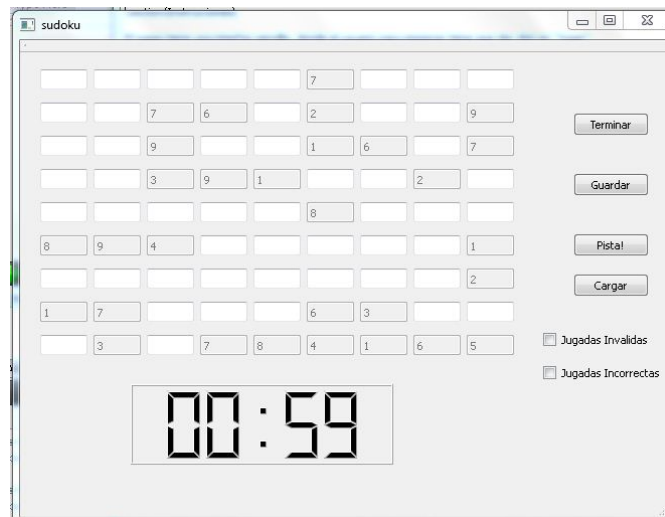 sudoku
7
7 6 2 9
Terminar
9 1 6 7
3 9 1 2
Guardar
8
8 9 4 1
Pista!
2
Cargar
1 7 6 3
3 7 8 4 1 6 5
Jugadas Invalidas
Jugadas Incorrectas
00:59